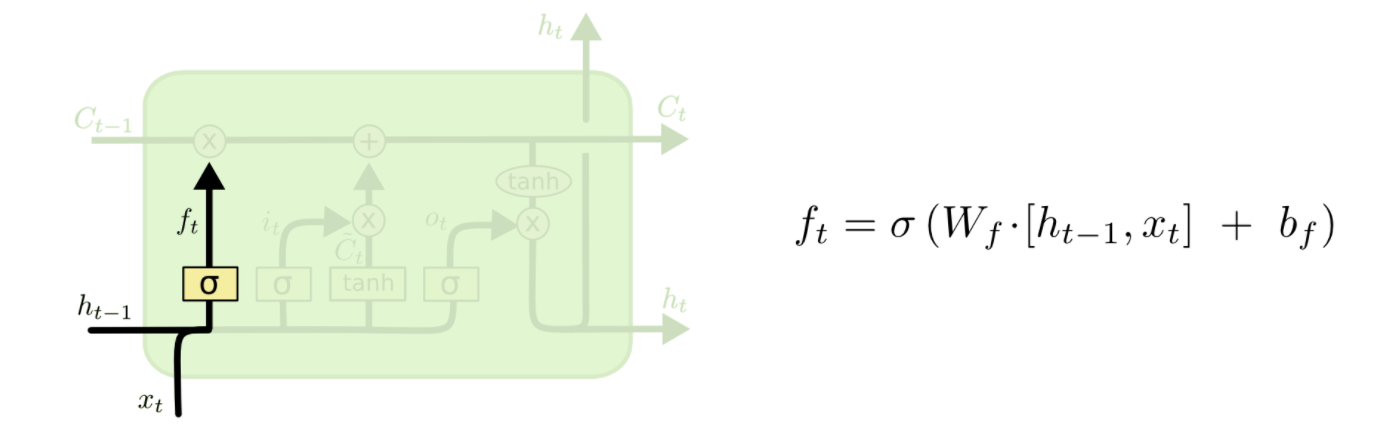 h_t
C_{t-1}
C_t
x
+
tanh
f_t
i_t
x
o_t
x
C̃_t
σ
σ
tanh
σ
h_{t-1}
h_t
x_t
f_t = σ (W_f · [h_{t-1}, x_t] + b_f)